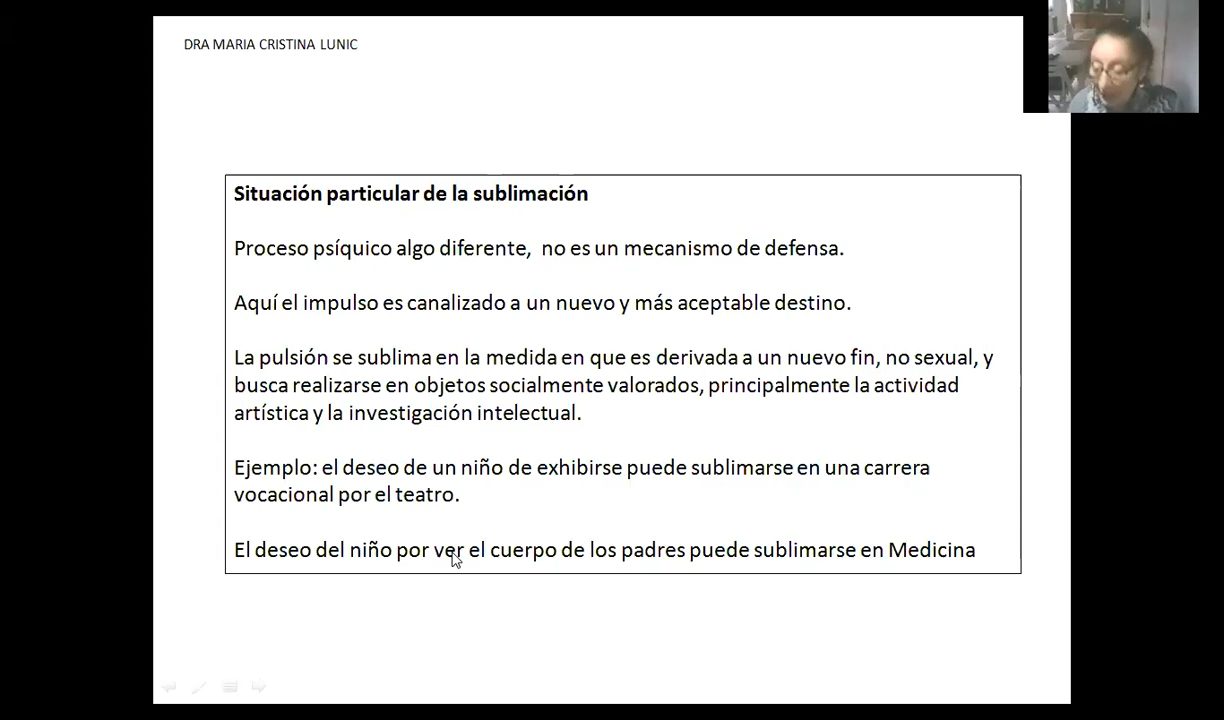 DRA MARIA CRISTINA LUNIC
Situación particular de la sublimación
Proceso psíquico algo diferente,  no es un mecanismo de defensa.
Aquí el impulso es canalizado a un nuevo y más aceptable destino.
La pulsión se sublima en la medida en que es derivada a un nuevo fin, no sexual, y
busca realizarse en objetos socialmente valorados, principalmente la actividad
artística y la investigación intelectual.
Ejemplo: el deseo de un niño de exhibirse puede sublimarse en una carrera
vocacional por el teatro.
El deseo del niño por ver el cuerpo de los padres puede sublimarse en Medicina